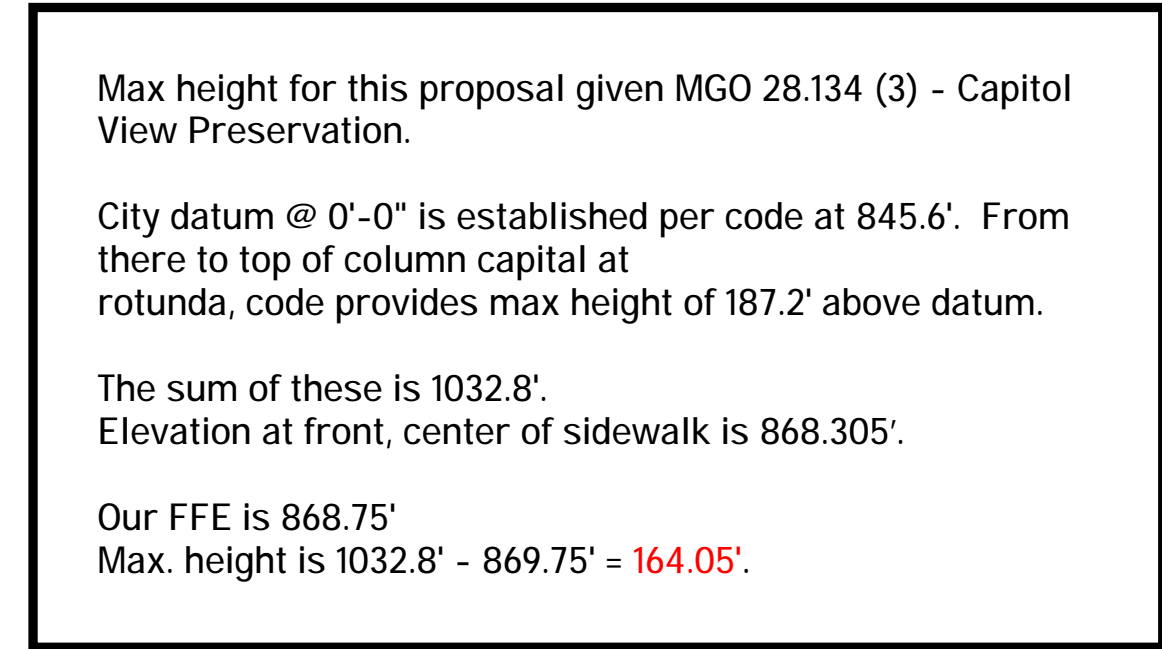 Max height for this proposal given MGO 28.134 (3) - Capitol
View Preservation.
City datum @ 0'-0" is established per code at 845.6'. From
there to top of column capital at
rotunda, code provides max height of 187.2' above datum.
The sum of these is 1032.8'.
Elevation at front, center of sidewalk is 868.305′.
Our FFE is 868.75'
Max. height is 1032.8' - 869.75' = 164.05'.